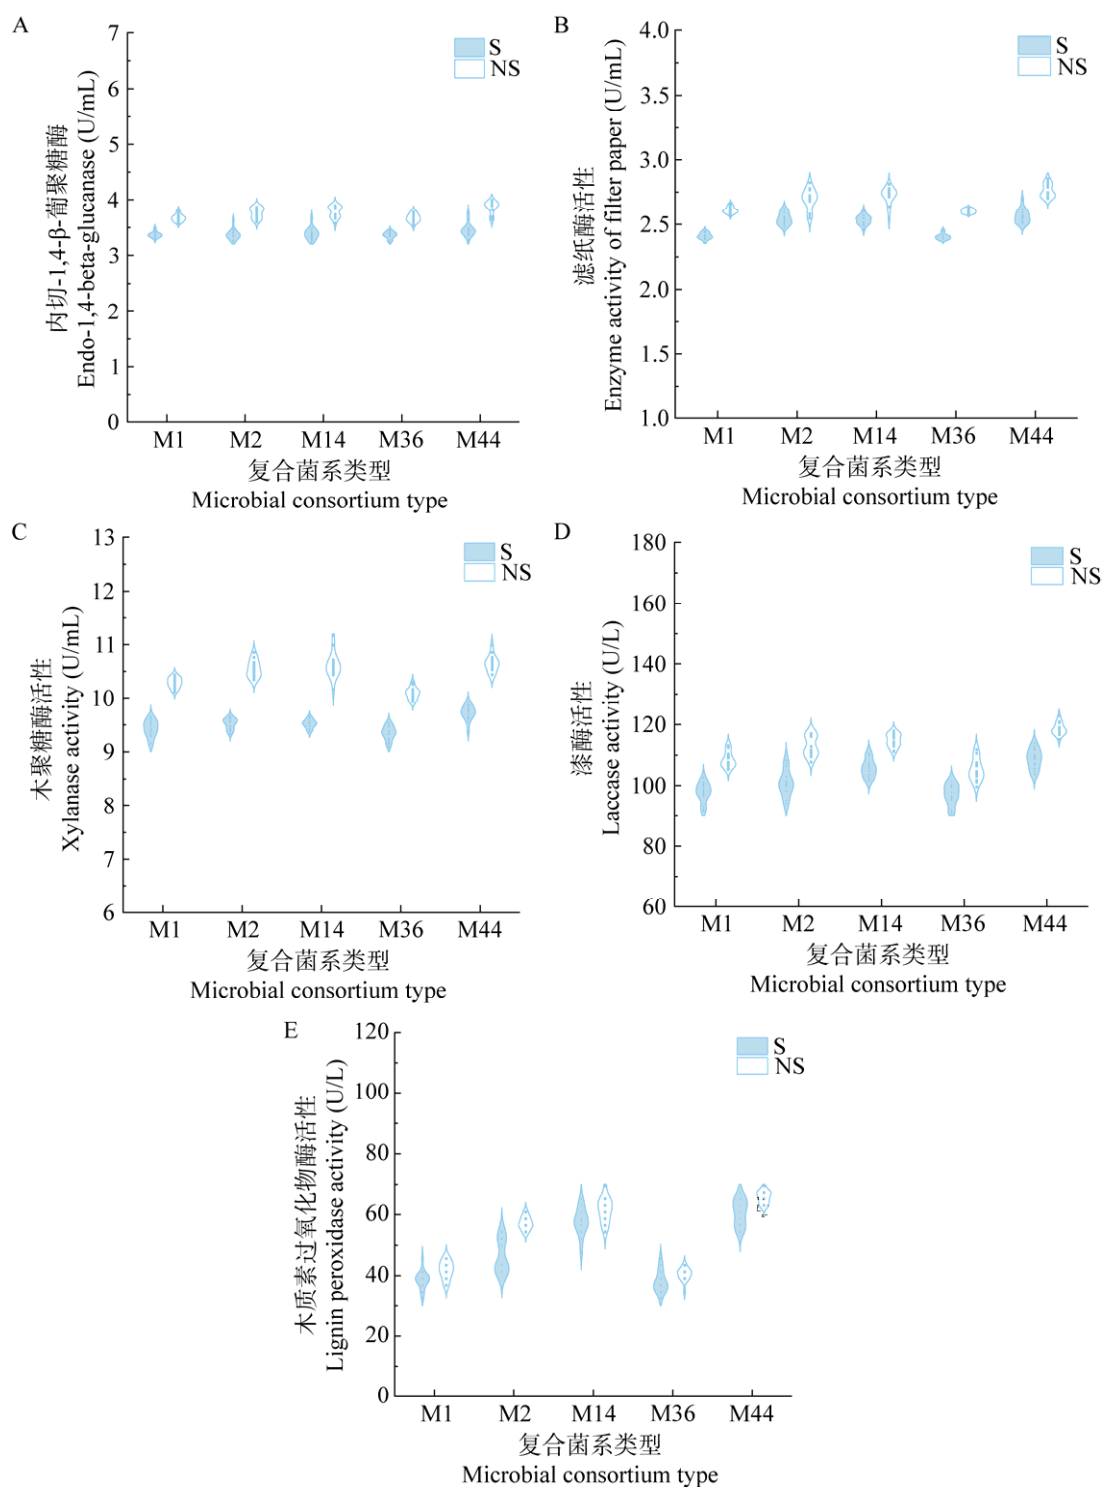 A
内切-1,4-β-葡聚糖酶
Endo-1,4-beta-glucanase (U/mL)
7
6
5
4
3
2
1
0
S
NS
M1 M2 M14 M36 M44
复合菌系类型
Microbial consortium type
B
滤纸酶活性
Enzyme activity of filter paper (U/mL)
4.0
3.5
3.0
2.5
2.0
1.5
1.0
S
NS
M1 M2 M14 M36 M44
复合菌系类型
Microbial consortium type
C
木聚糖酶活性
Xylanase activity (U/mL)
13
12
11
10
9
8
7
6
S
NS
M1 M2 M14 M36 M44
复合菌系类型
Microbial consortium type
D
漆酶活性
Laccase activity (U/L)
180
160
140
120
100
80
60
S
NS
M1 M2 M14 M36 M44
复合菌系类型
Microbial consortium type
E
木质素过氧化物酶活性
Lignin peroxidase activity (U/L)
120
100
80
60
40
20
0
S
NS
M1 M2 M14 M36 M44
复合菌系类型
Microbial consortium type